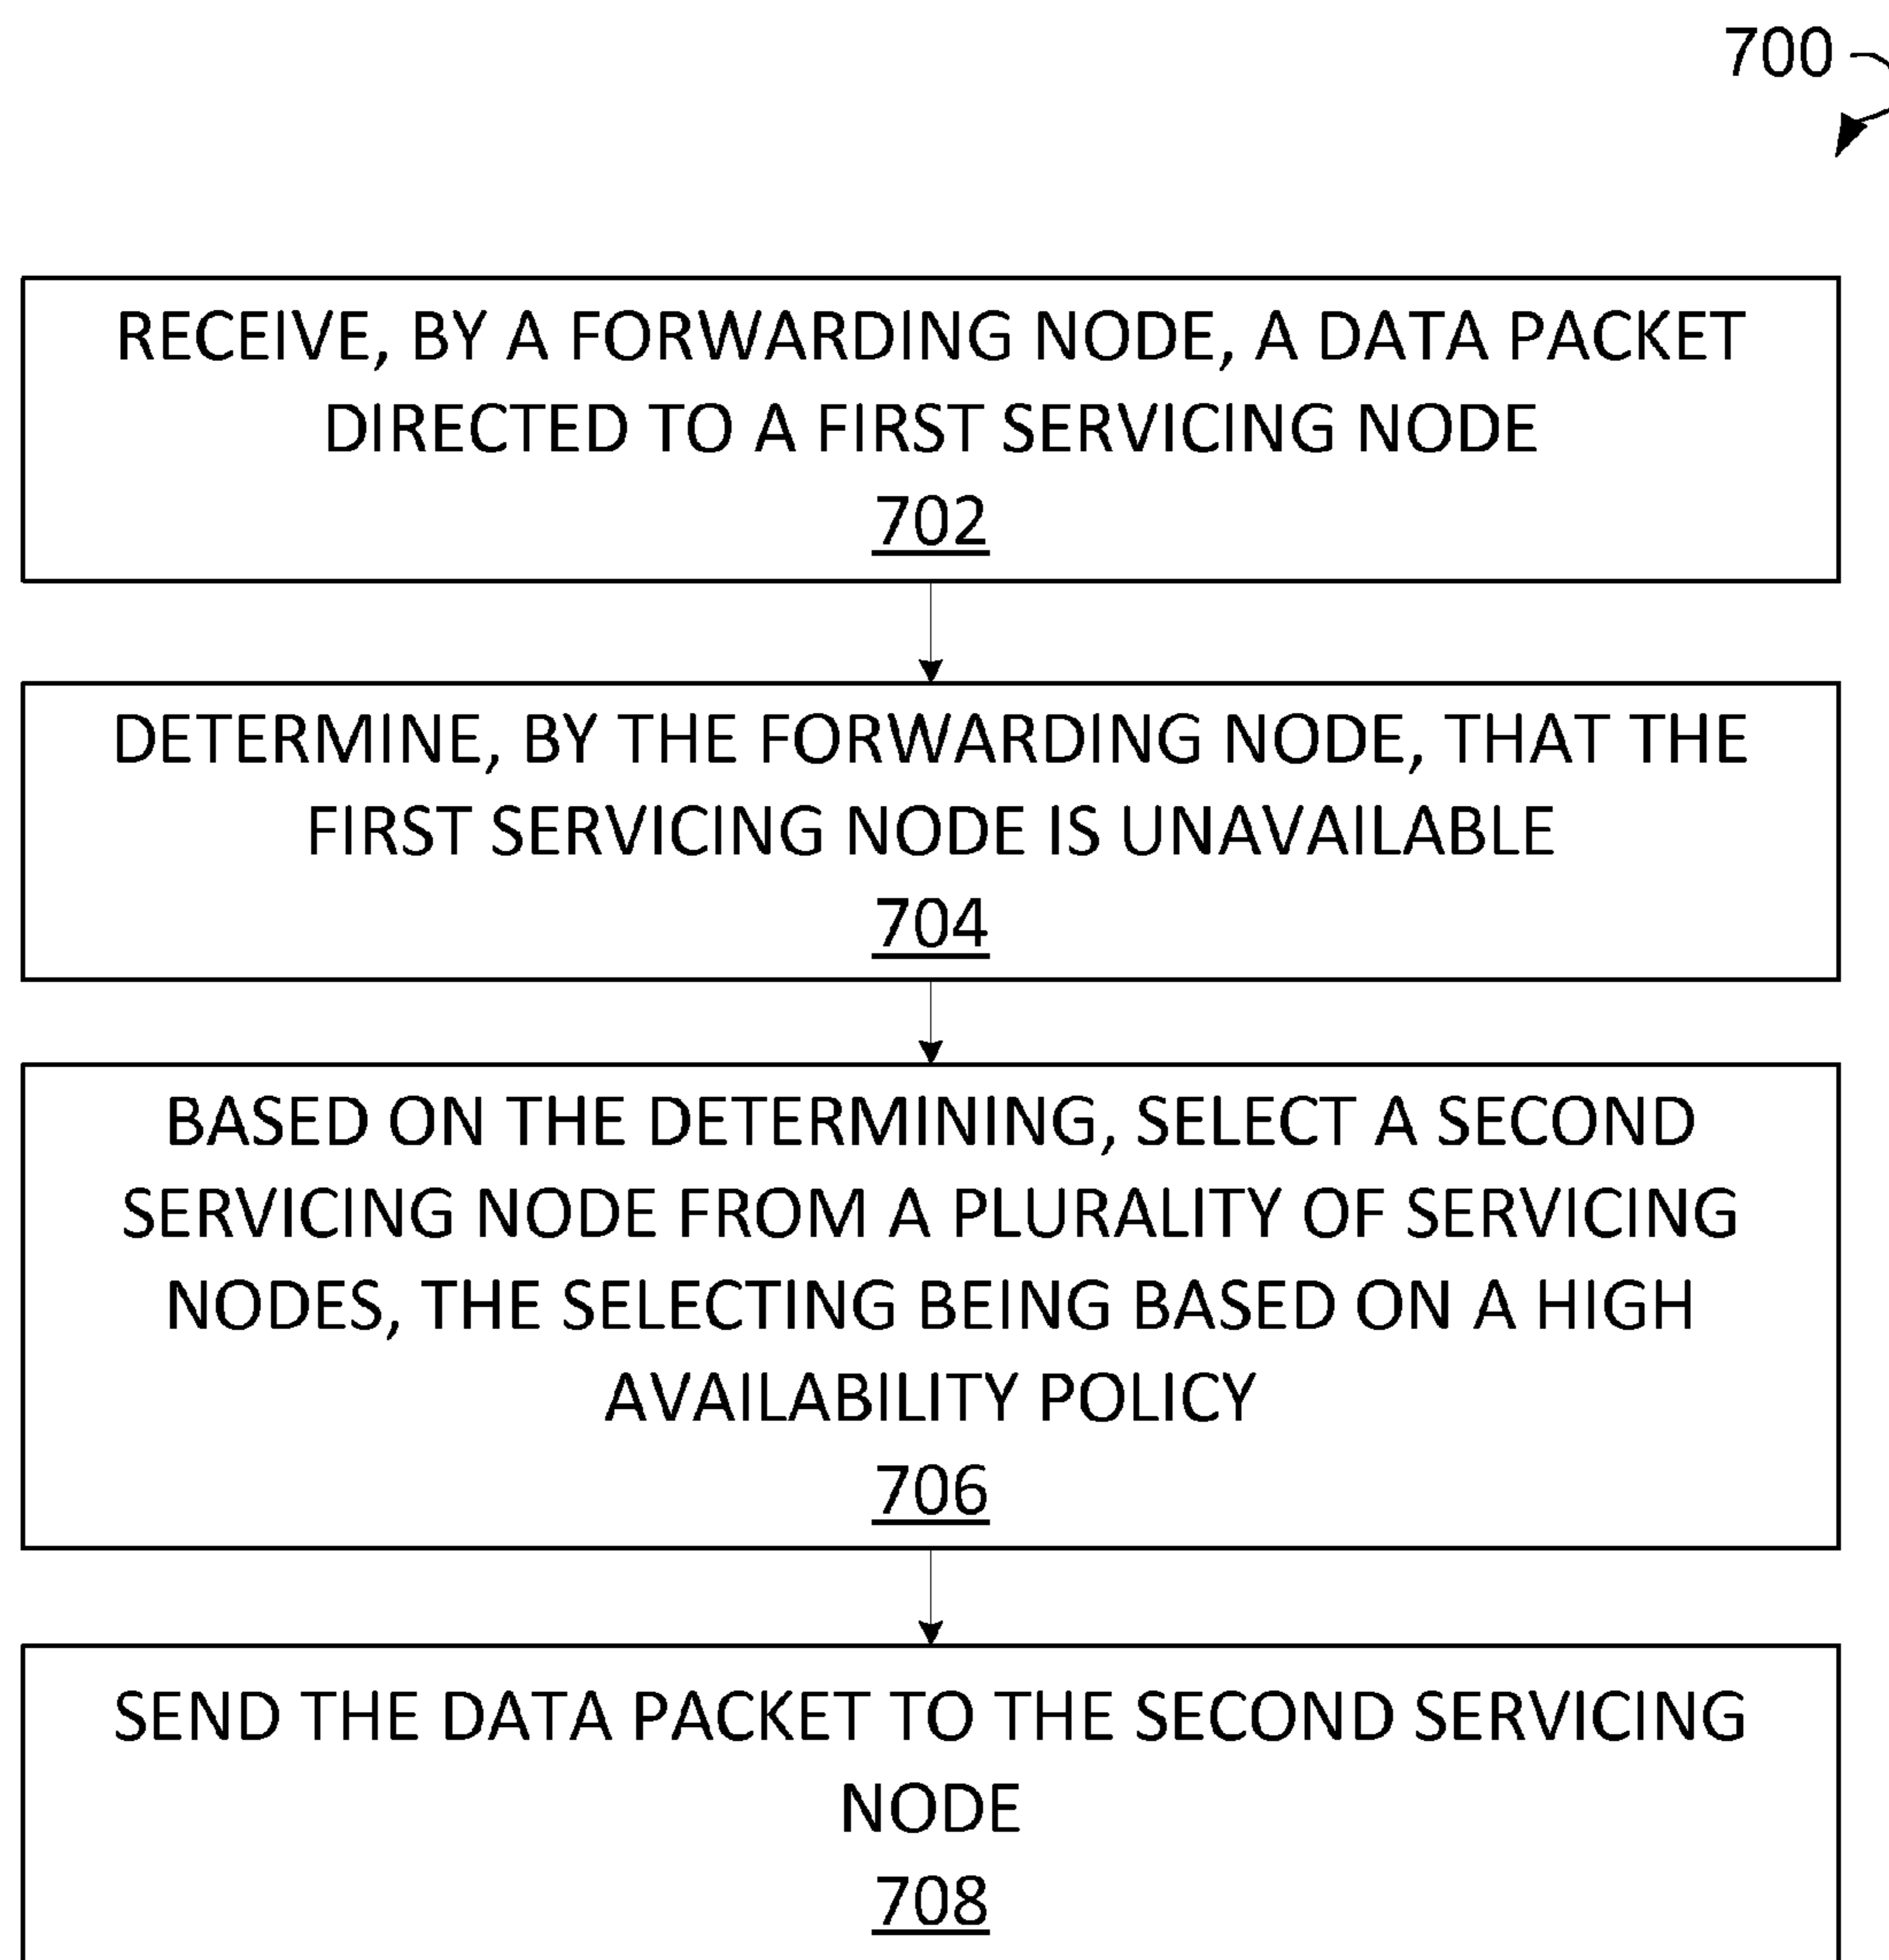 700
RECEIVE, BY A FORWARDING NODE, A DATA PACKET
DIRECTED TO A FIRST SERVICING NODE
702
DETERMINE, BY THE FORWARDING NODE, THAT THE
FIRST SERVICING NODE IS UNAVAILABLE
704
BASED ON THE DETERMINING, SELECT A SECOND
SERVICING NODE FROM A PLURALITY OF SERVICING
NODES, THE SELECTING BEING BASED ON A HIGH
AVAILABILITY POLICY
706
SEND THE DATA PACKET TO THE SECOND SERVICING
NODE
708